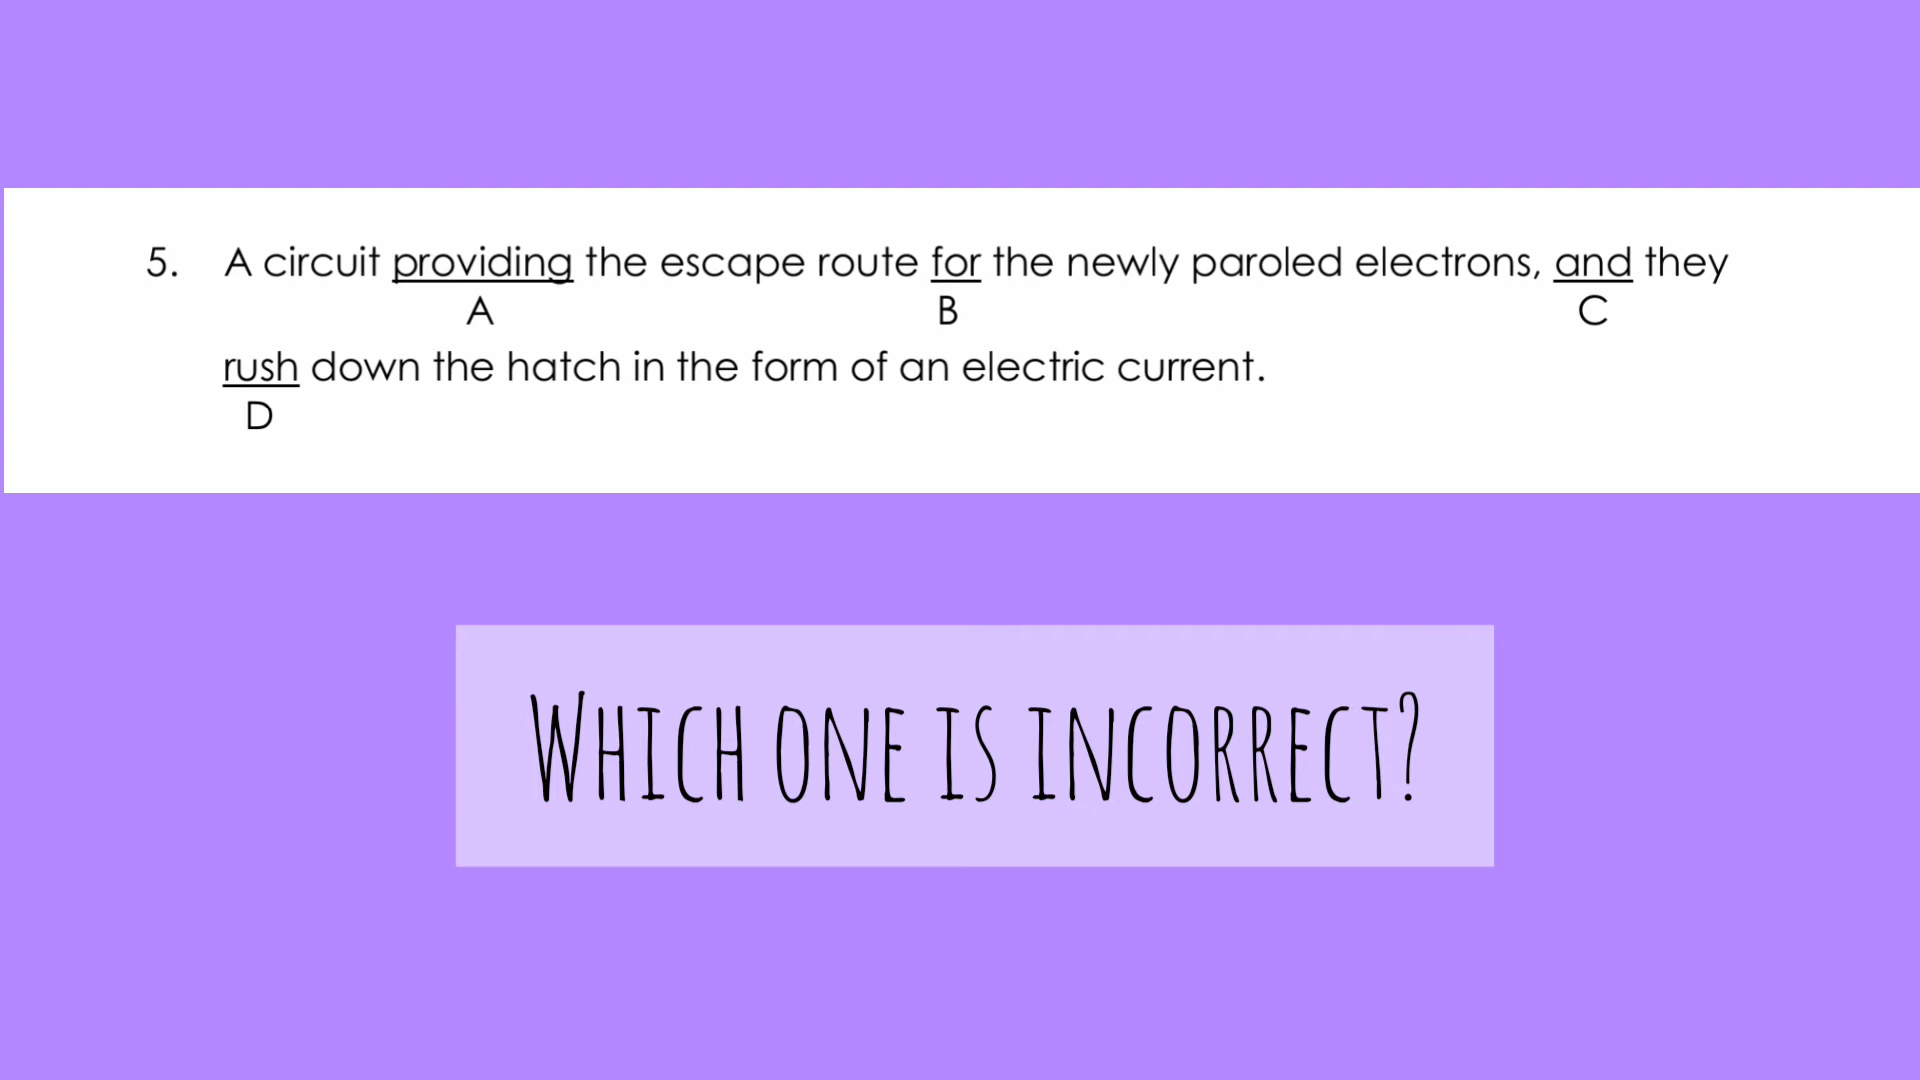 5. A circuit providing the escape route for the newly paroled electrons, and they
A B C
rush down the hatch in the form of an electric current.
D
WHICH ONE IS INCORRECT?